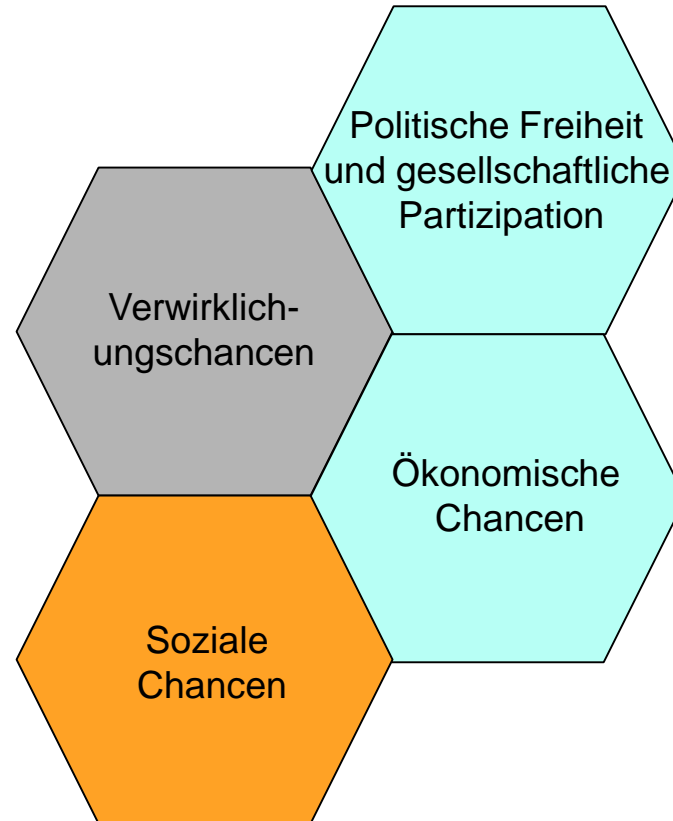 Politische Freiheit
und gesellschaftliche
Partizipation
Verwirklich-
ungschancen
Ökonomische
Chancen
Soziale
Chancen